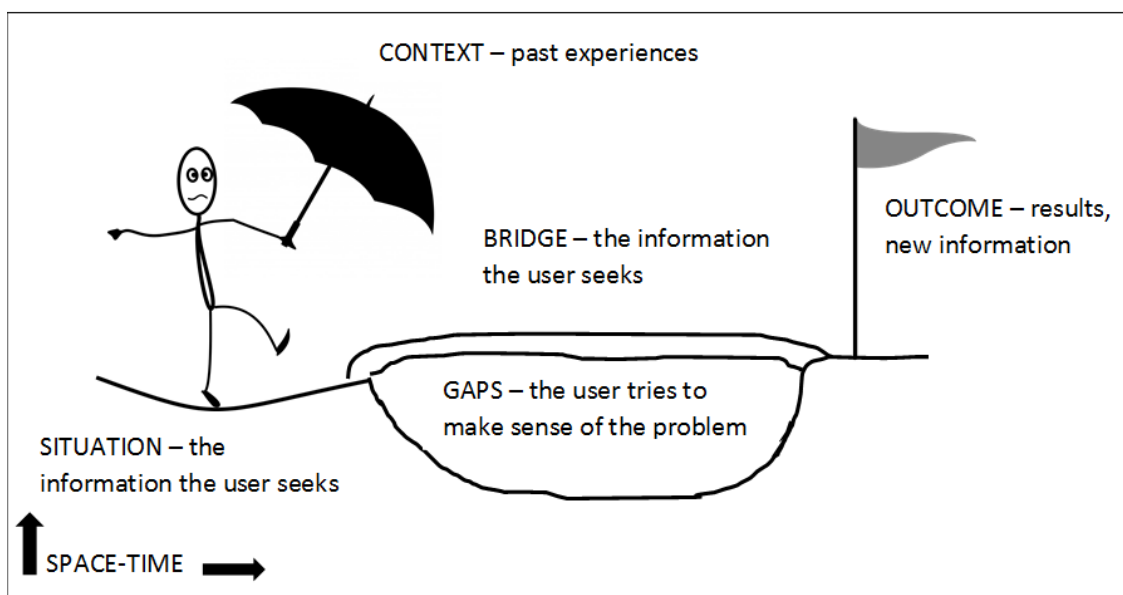 CONTEXT – past experiences
OUTCOME – results,
new information
BRIDGE – the information
the user seeks
GAPS – the user tries to
make sense of the problem
SITUATION – the
information the user seeks
SPACE-TIME